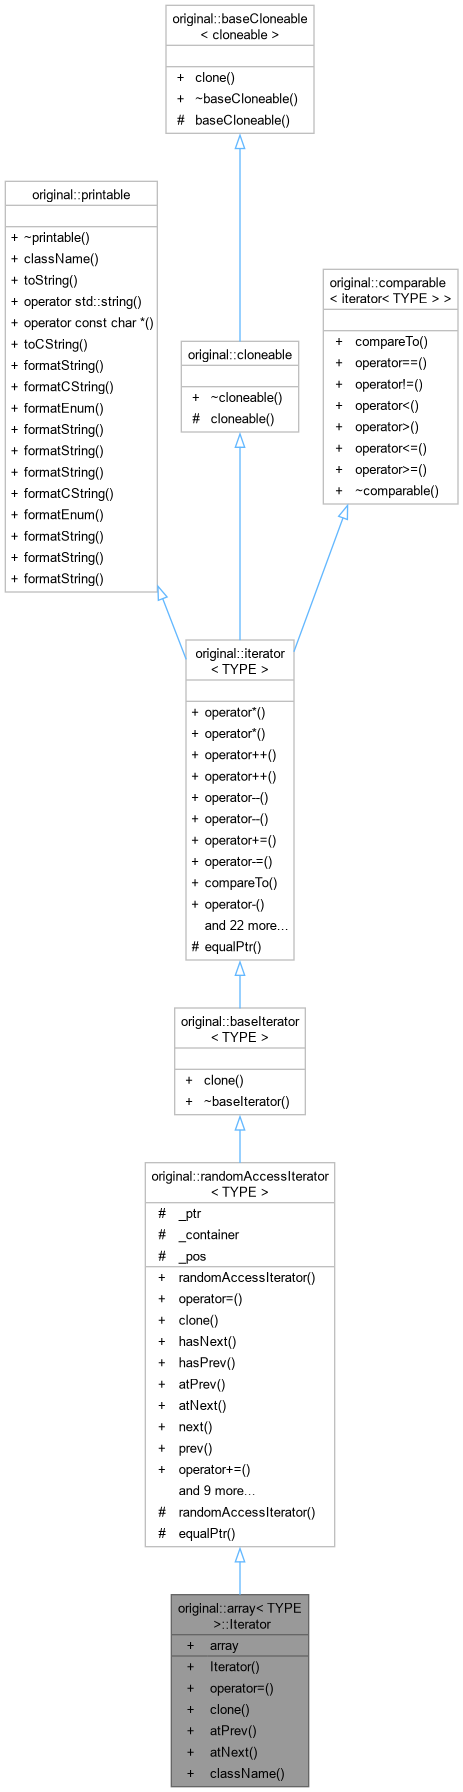 original::baseCloneable
< cloneable >
+ clone()
+ ~baseCloneable()
# baseCloneable()
original::printable
+ ~printable()
+ className()
+ toString()
+ operator std::string()
+ operator const char *()
+ toCString()
+ formatString()
+ formatCString()
+ formatEnum()
+ formatString()
+ formatString()
+ formatString()
+ formatCString()
+ formatEnum()
+ formatString()
+ formatString()
+ formatString()
original::cloneable
+ ~cloneable()
# cloneable()
original::comparable
< iterator< TYPE > >
+ compareTo()
+ operator==()
+ operator!=()
+ operator<()
+ operator>()
+ operator<=()
+ operator>=()
+ ~comparable()
original::iterator
< TYPE >
+ operator*()
+ operator*()
+ operator++()
+ operator++()
+ operator--()
+ operator--()
+ operator+=()
+ operator-=()
+ compareTo()
+ operator-()
and 22 more...
# equalPtr()
original::baseIterator
< TYPE >
+ clone()
+ ~baseIterator()
original::randomAccessIterator
< TYPE >
# _ptr
# _container
# _pos
+ randomAccessIterator()
+ operator=()
+ clone()
+ hasNext()
+ hasPrev()
+ atPrev()
+ atNext()
+ next()
+ prev()
+ operator+=()
and 9 more...
# randomAccessIterator()
# equalPtr()
original::array< TYPE
>::Iterator
+ array
+ Iterator()
+ operator=()
+ clone()
+ atPrev()
+ atNext()
+ className()